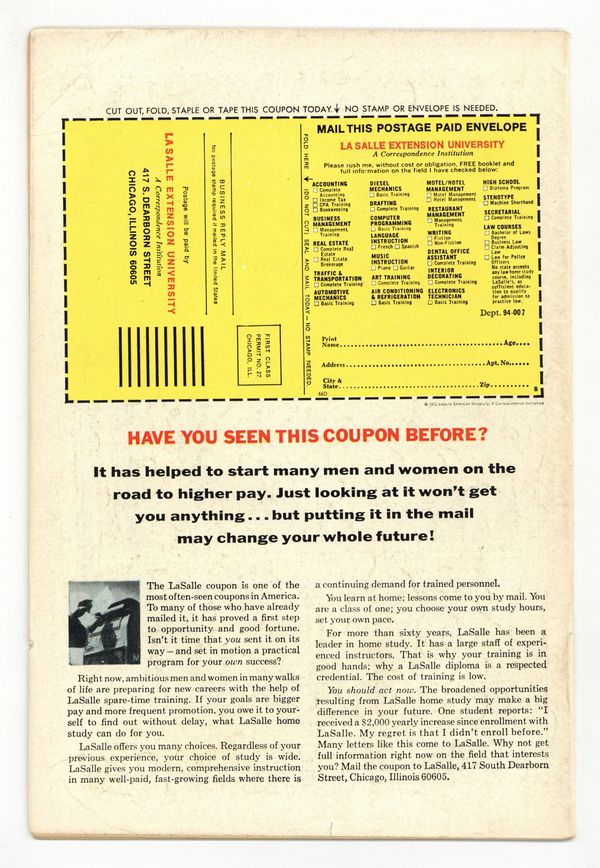 CUT OUT, FOLD, STAPLE OR TAPE THIS COUPON TODAY. NO STAMP OR ENVELOPE IS NEEDED.
MAIL THIS POSTAGE PAID ENVELOPE
LA SALLE EXTENSION UNIVERSITY
A Correspondence Institution
Please rush me, without cost or obligation, FREE booklet and
full information on the field I have checked below:
ACCOUNTING
Complete
Accounting
Income Tax
CPA Training
Bookkeeping
BUSINESS
MANAGEMENT
Management
Training
REAL ESTATE
Complete Real
Estate
Real Estate
Brokerage
TRAFFIC &
TRANSPORTATION
Complete Training
AUTOMOTIVE
MECHANICS
Basic Training
DIESEL
MECHANICS
Basic Training
DRAFTING
Complete Training
COMPUTER
PROGRAMMING
Basic Training
LANGUAGE
INSTRUCTION
French Spanish
MUSIC
INSTRUCTION
Piano Guitar
ART TRAINING
Complete Training
AIR CONDITIONING
& REFRIGERATION
Basic Training
MOTEL/HOTEL
MANAGEMENT
Motel Management
Hotel Management
RESTAURANT
MANAGEMENT
Management
Training
WRITING
Fiction
Non-Fiction
DENTAL OFFICE
ASSISTANT
Complete Training
INTERIOR
DECORATING
Complete Training
ELECTRONICS
TECHNICIAN
Basic Training
HIGH SCHOOL
Diploma Program
STENOTYPE
Machine Shorthand
SECRETARIAL
Complete Training
LAW COURSES
Bachelor of Laws
Degree
Business Law
Claim Adjusting
Law
Law for Police
Officers
No state accepts
any law home study
course, including
LaSalle's, as
sufficient educa-
tion to qualify
for admission to
practice law.
Dept. 94-007
Print
Name Age
Address Apt. No.
City &
State Zip
46D B
FOLD HERE (DO NOT CUT) SEAL AND MAIL TODAY — NO STAMP NEEDED
FIRST CLASS
PERMIT NO. 27
CHICAGO, ILL.
BUSINESS REPLY MAIL
No postage stamp required if mailed in the United States
Postage will be paid by
LA SALLE EXTENSION UNIVERSITY
A Correspondence Institution
417 S. DEARBORN STREET
CHICAGO, ILLINOIS 60605
LaSalle Extension University, A Correspondence Institution
HAVE YOU SEEN THIS COUPON BEFORE?
It has helped to start many men and women on the
road to higher pay. Just looking at it won't get
you anything...but putting it in the mail
may change your whole future!
The LaSalle coupon is one of the
most often-seen coupons in America.
To many of those who have already
mailed it, it has proved a first step
to opportunity and good fortune.
Isn't it time that you sent it on its
way — and set in motion a practical
program for your own success?
Right now, ambitious men and women in many walks
of life are preparing for new careers with the help of
LaSalle spare-time training. If your goals are bigger
pay and more frequent promotion, you owe it to your-
self to find out without delay, what LaSalle home
study can do for you.
LaSalle offers you many choices. Regardless of your
previous experience, your choice of study is wide.
LaSalle gives you modern, comprehensive instruction
in many well-paid, fast-growing fields where there is
a continuing demand for trained personnel.
You learn at home; lessons come to you by mail. You
are a class of one; you choose your own study hours,
set your own pace.
For more than sixty years, LaSalle has been a
leader in home study. It has a large staff of experi-
enced instructors. That is why your training is in
good hands; why a LaSalle diploma is a respected
credential. The cost of training is low.
You should act now. The broadened opportunities
resulting from LaSalle home study may make a big
difference in your future. One student reports: "I
received a $2,000 yearly increase since enrollment with
LaSalle. My regret is that I didn't enroll before."
Many letters like this come to LaSalle. Why not get
full information right now on the field that interests
you? Mail the coupon to LaSalle, 417 South Dearborn
Street, Chicago, Illinois 60605.